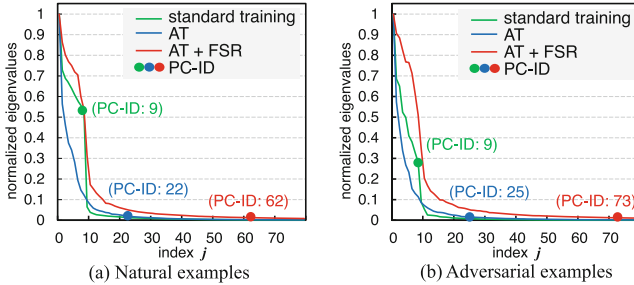 normalized eigenvalues
1
0.9
0.8
0.7
0.6
0.5
0.4
0.3
0.2
0.1
0
standard training
AT
AT + FSR
PC-ID
(PC-ID: 9)
(PC-ID: 22)
(PC-ID: 62)
0 10 20 30 40 50 60 70
index j
(a) Natural examples
normalized eigenvalues
1
0.9
0.8
0.7
0.6
0.5
0.4
0.3
0.2
0.1
0
standard training
AT
AT + FSR
PC-ID
(PC-ID: 9)
(PC-ID: 25)
(PC-ID: 73)
0 10 20 30 40 50 60 70
index j
(b) Adversarial examples